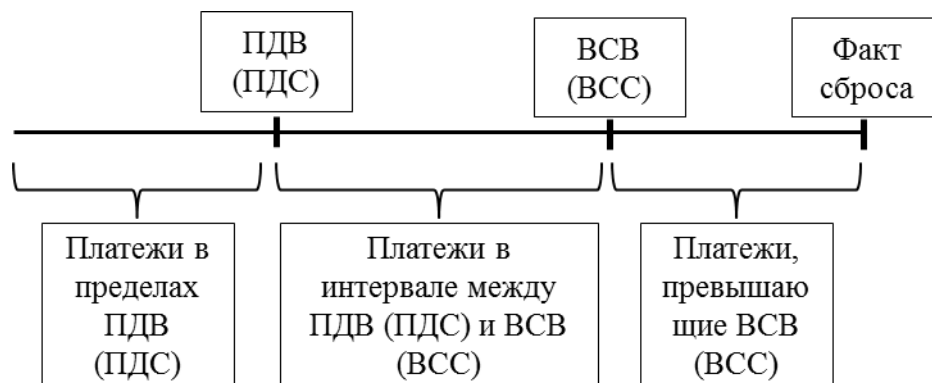 ПДВ
(ПДС)
ВСВ
(ВСС)
Факт
сброса
Платежи в
пределах
ПДВ
(ПДС)
Платежи в
интервале между
ПДВ (ПДС) и ВСВ
(ВСС)
Платежи,
превышаю
щие ВСВ
(ВСС)